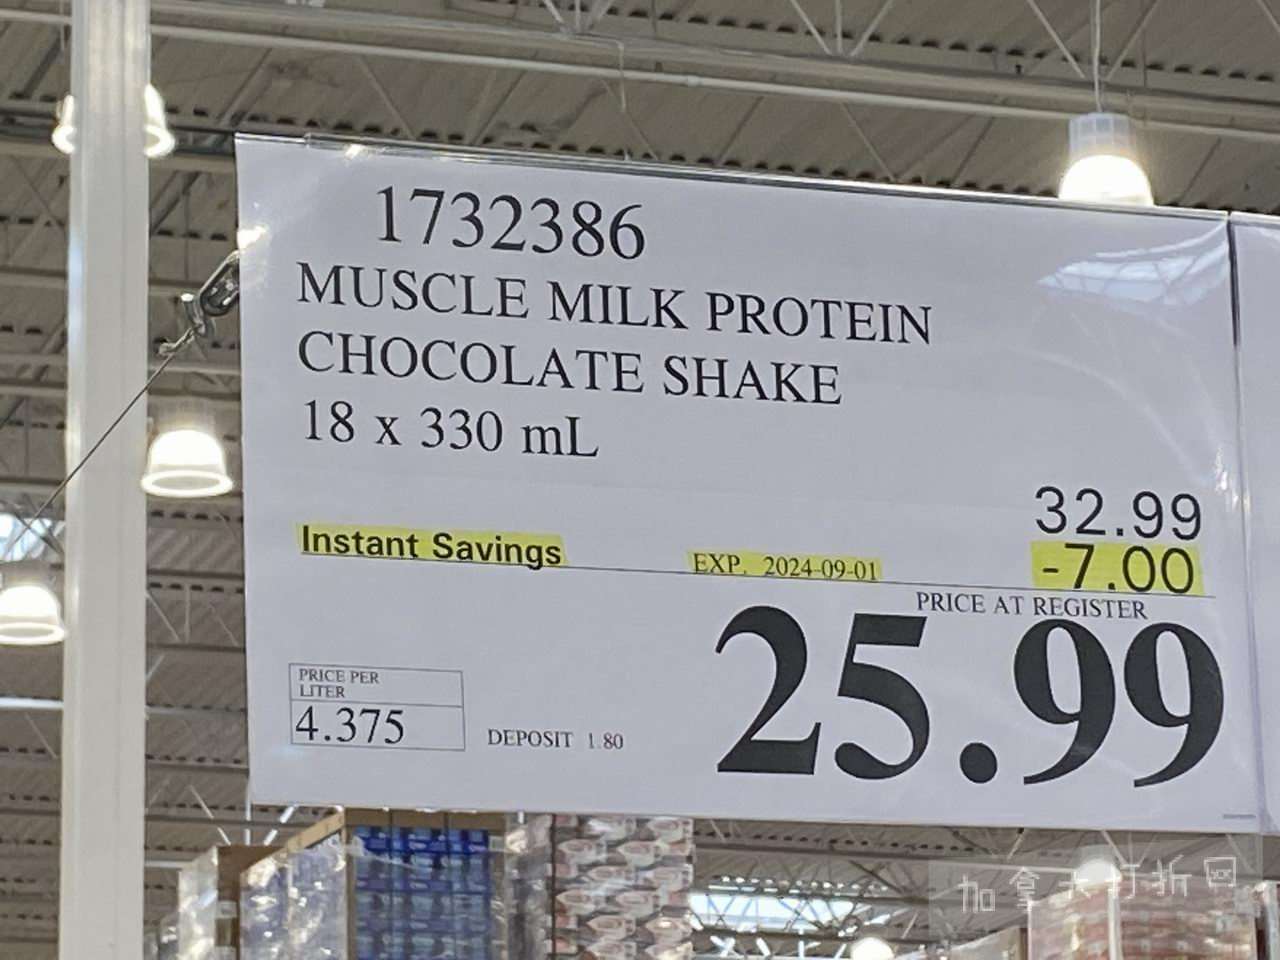 1732386
MUSCLE MILK PROTEIN
CHOCOLATE SHAKE
18 x 330 mL
32.99
Instant Savings EXP. 2024-09-01 -7.00
PRICE AT REGISTER
25.99
PRICE PER
LITER
4.375
DEPOSIT 1.80
加拿大打折网